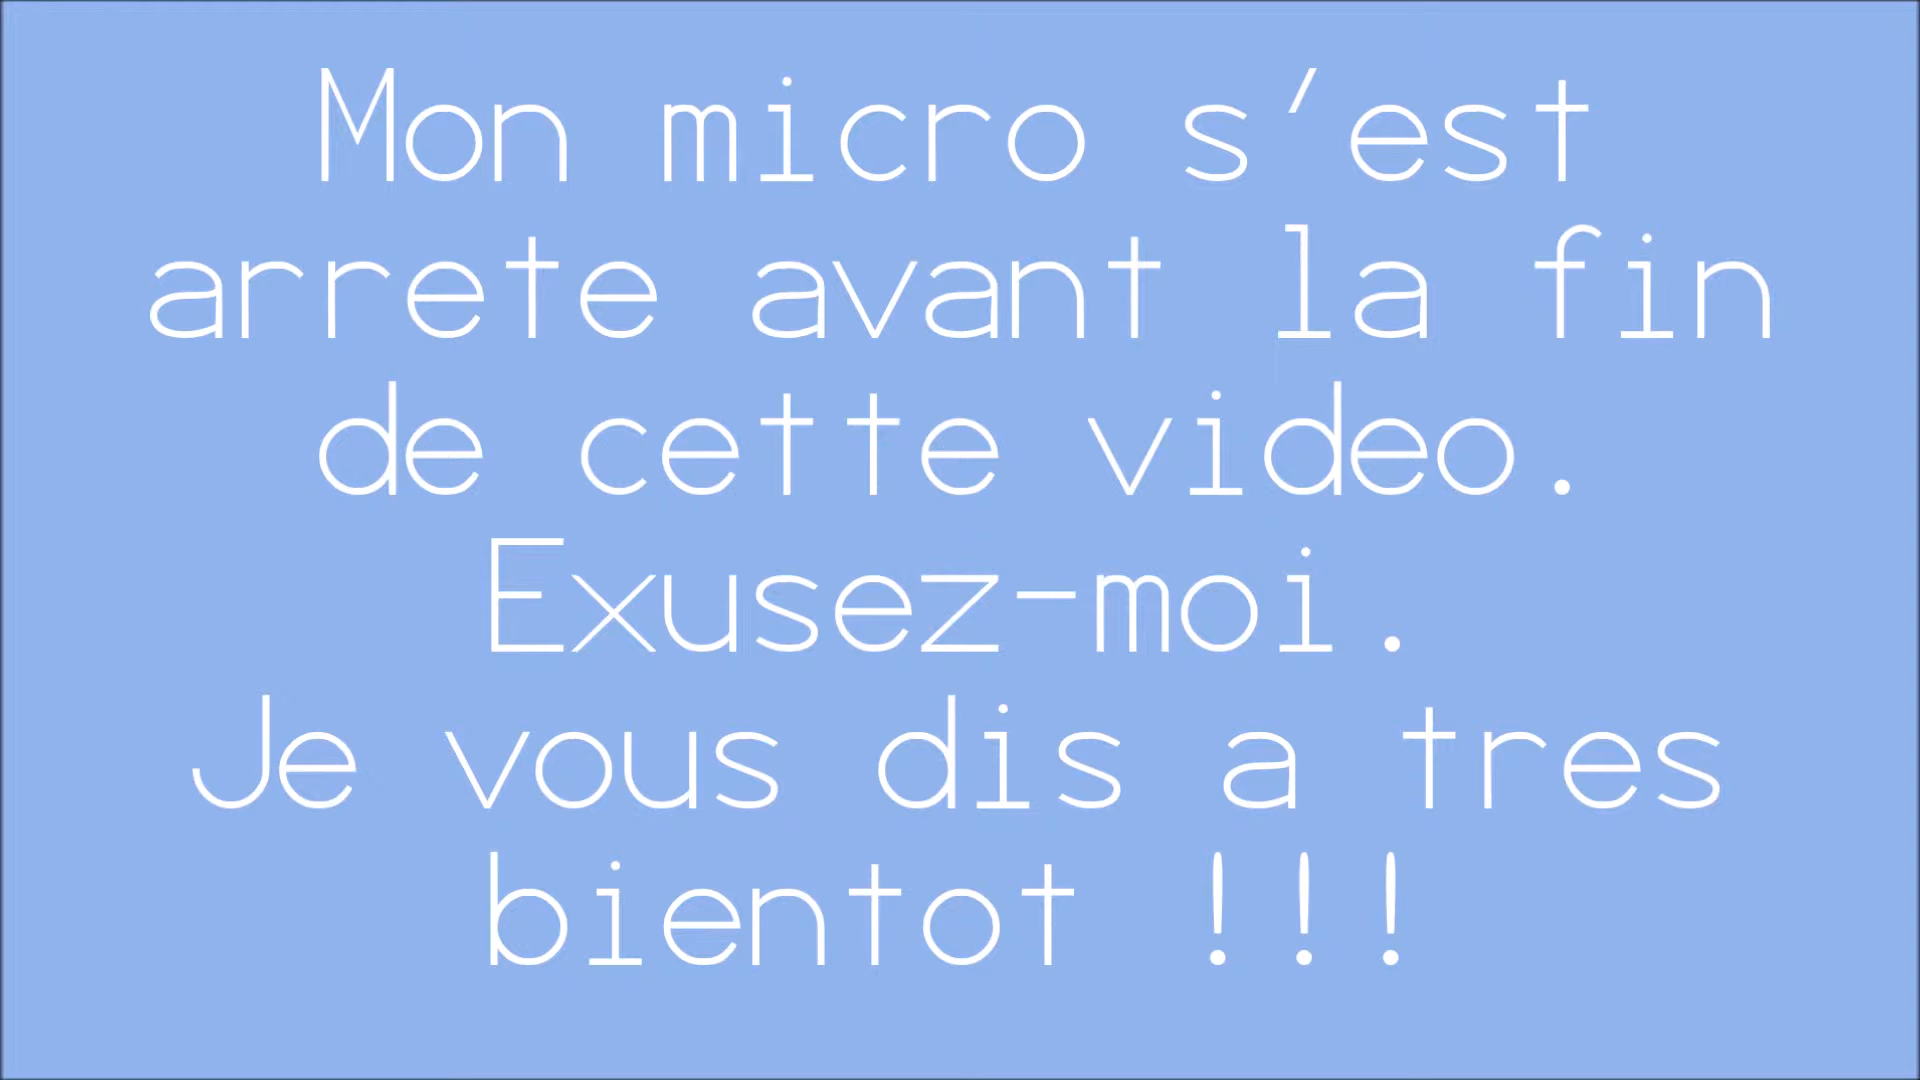 Mon micro s'est
arrete avant la fin
de cette video.
Exusez-moi.
Je vous dis a tres
bientot !!!